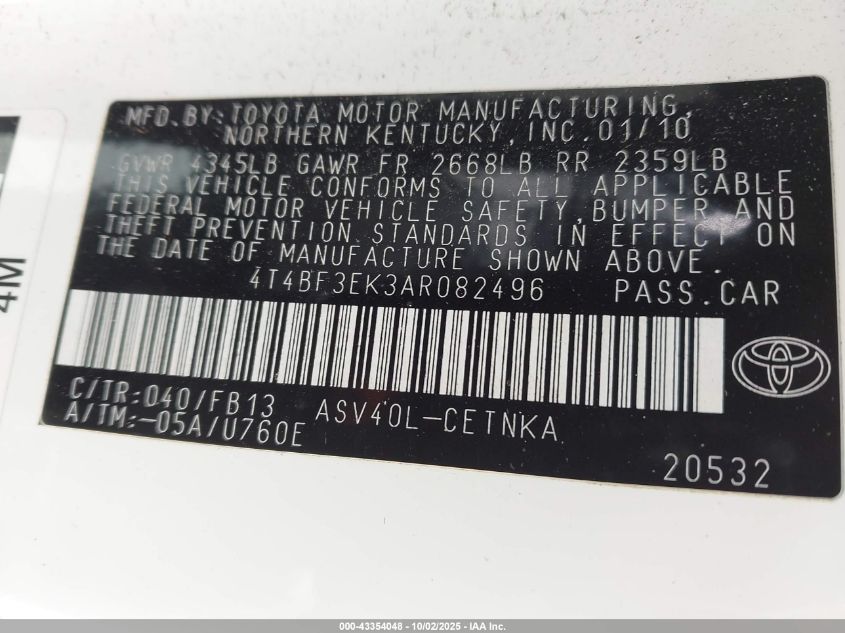 4M
MFD.BY:TOYOTA MOTOR MANUFACTURING,
NORTHERN KENTUCKY,INC.01/10
GVWR 4345LB GAWR FR 2668LB RR 2359LB
THIS VEHICLE CONFORMS TO ALL APPLICABLE
FEDERAL MOTOR VEHICLE SAFETY,BUMPER AND
THEFT PREVENTION STANDARDS IN EFFECT ON
THE DATE OF MANUFACTURE SHOWN ABOVE.
4T4BF3EK3AR082496 PASS.CAR
C/TR:040/FB13 ASV40L-CETNKA
A/TM:-05A/U760E
20532
000-43354048 - 10/02/2025 - IAA Inc.